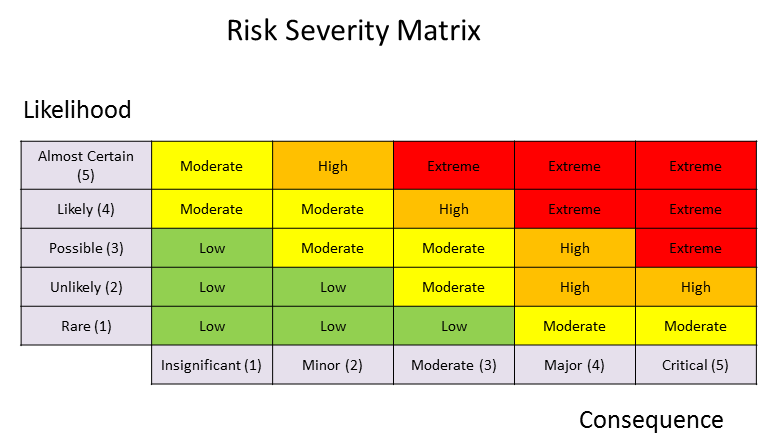 Risk Severity Matrix
Likelihood
Almost Certain
(5)
Moderate High Extreme Extreme Extreme
Likely (4) Moderate Moderate High Extreme Extreme
Possible (3) Low Moderate Moderate High Extreme
Unlikely (2) Low Low Moderate High High
Rare (1) Low Low Low Moderate Moderate
Insignificant (1) Minor (2) Moderate (3) Major (4) Critical (5)
Consequence